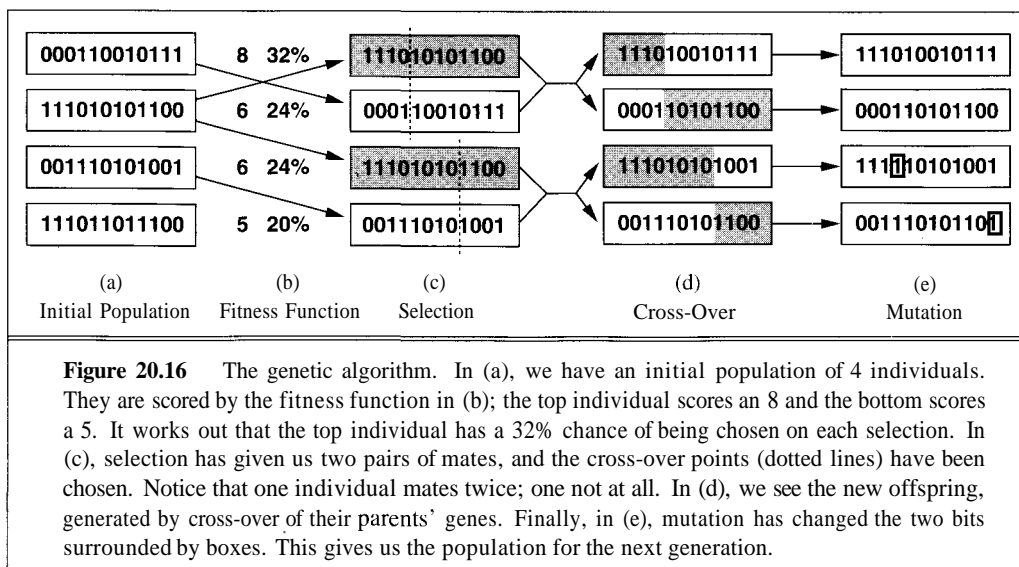 000110010111 8 32% 111010101100 111010010111 111010010111
111010101100 6 24% 000110010111 000110101100 000110101100
001110101001 6 24% 111010101100 111010101001 111110101001
111011011100 5 20% 001110101001 001110101100 001110101101
(a) (b) (c) (d) (e)
Initial Population Fitness Function Selection Cross-Over Mutation
Figure 20.16 The genetic algorithm. In (a), we have an initial population of 4 individuals.
They are scored by the fitness function in (b); the top individual scores an 8 and the bottom scores
a 5. It works out that the top individual has a 32% chance of being chosen on each selection. In
(c), selection has given us two pairs of mates, and the cross-over points (dotted lines) have been
chosen. Notice that one individual mates twice; one not at all. In (d), we see the new offspring,
generated by cross-over of their parents' genes. Finally, in (e), mutation has changed the two bits
surrounded by boxes. This gives us the population for the next generation.